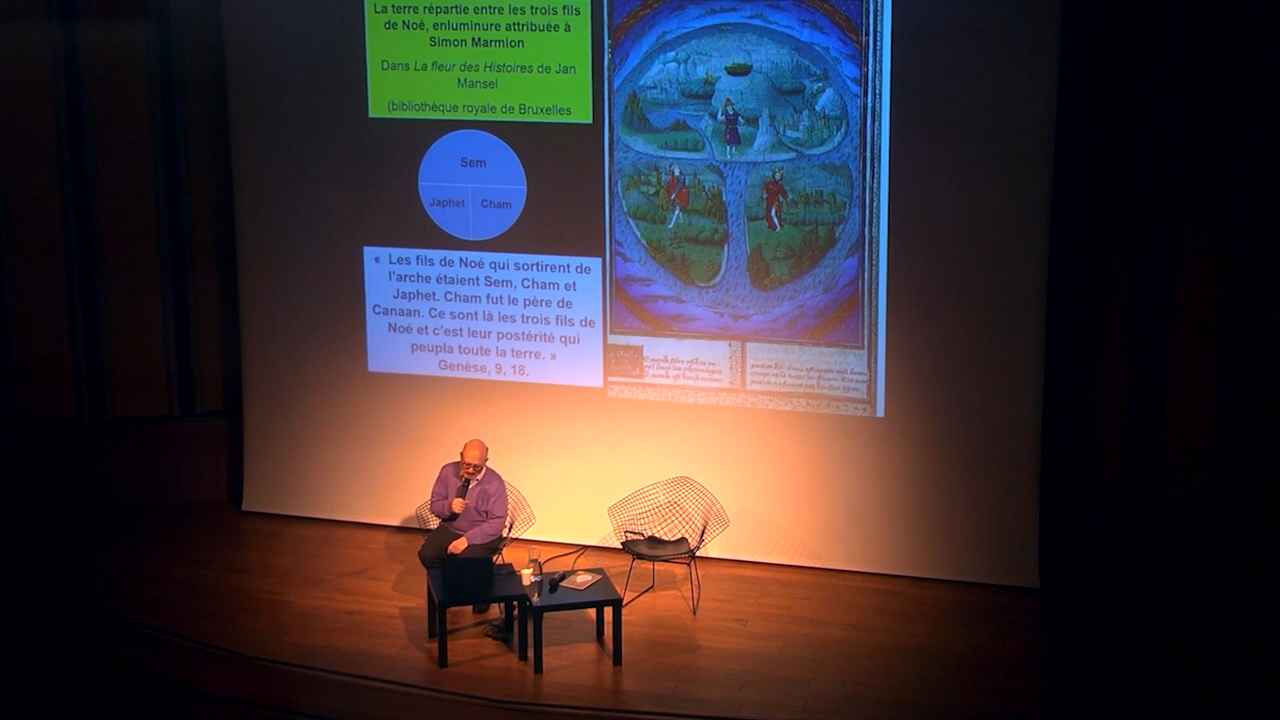 La terre répartie entre les trois fils
de Noé, enluminure attribuée à
Simon Marmion
Dans La fleur des Histoires de Jan
Mansel
(bibliothèque royale de Bruxelles
Sem
Japhet
Cham
« Les fils de Noé qui sortirent de
l'arche étaient Sem, Cham et
Japhet. Cham fut le père de
Canaan. Ce sont là les trois fils de
Noé et c'est leur postérité qui
peupla toute la terre. »
Genèse, 9, 18.